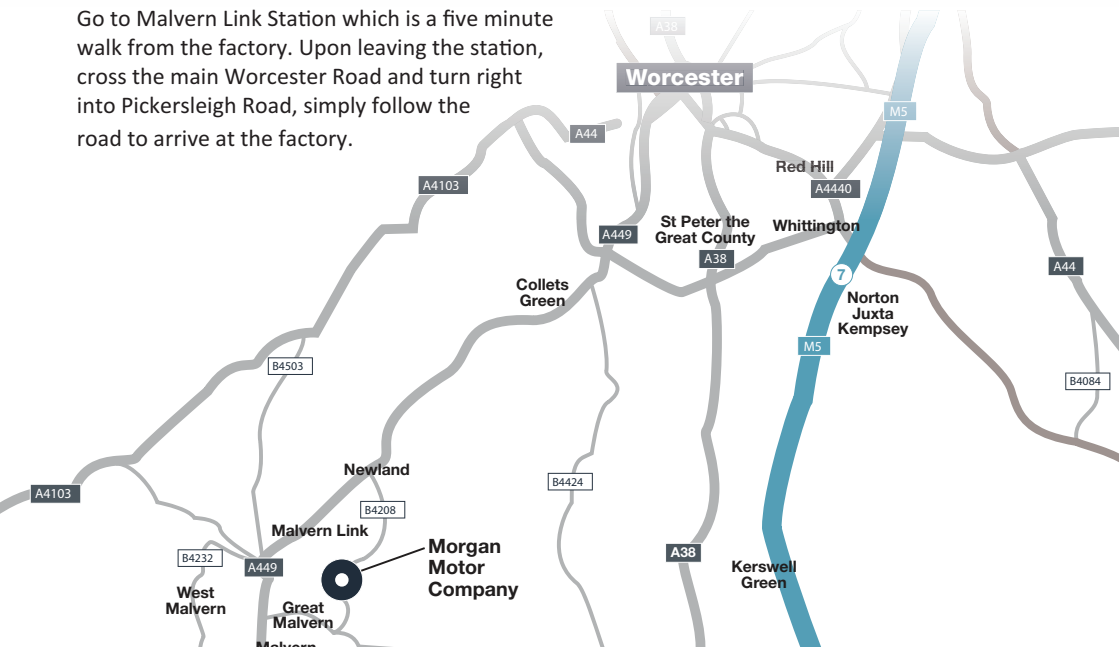 Go to Malvern Link Station which is a five minute
walk from the factory. Upon leaving the station,
cross the main Worcester Road and turn right
into Pickersleigh Road, simply follow the
road to arrive at the factory.
A38
Worcester
M5
A44
Red Hill
A4103
A4440
St Peter the
Great County
Whittington
A449
A38
A44
7
Collets
Green
Norton
Juxta
Kempsey
M5
B4503
B4084
Newland
B4424
A4103
B4208
Malvern Link
Morgan
Motor
Company
A38
B4232
A449
Kerswell
Green
West
Malvern
Great
Malvern
Malvern